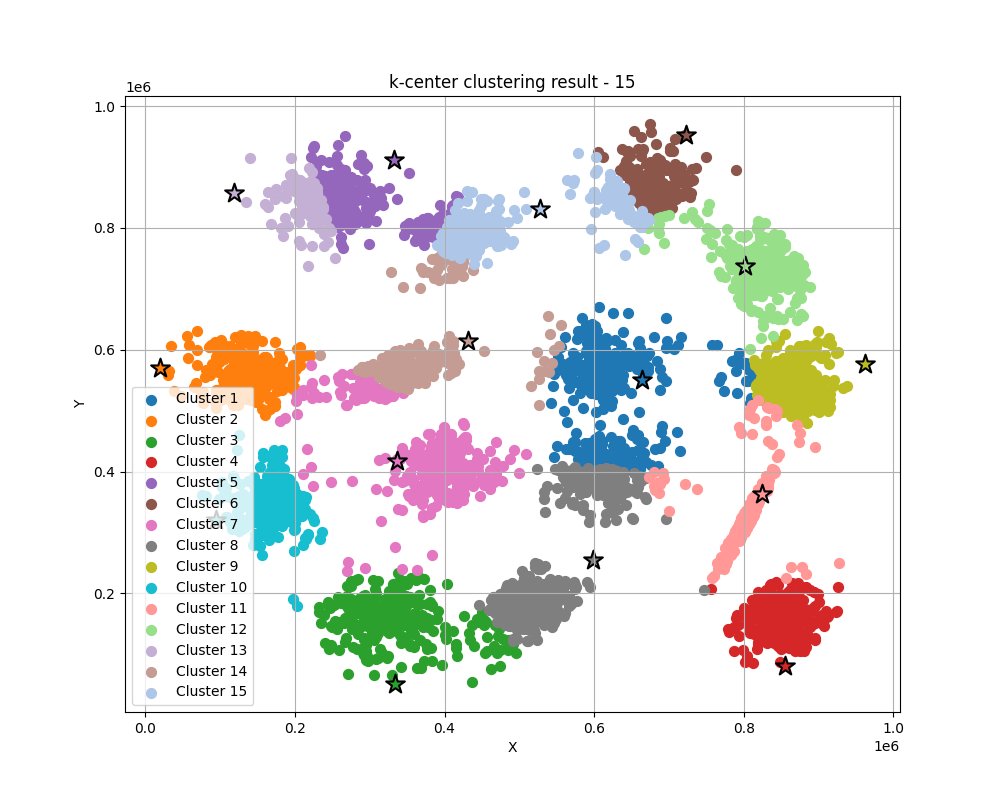 k-center clustering result - 15
1e6
1.0
0.8
0.6
0.4
0.2
Y
Cluster 1
Cluster 2
Cluster 3
Cluster 4
Cluster 5
Cluster 6
Cluster 7
Cluster 8
Cluster 9
Cluster 10
Cluster 11
Cluster 12
Cluster 13
Cluster 14
Cluster 15
0.0 0.2 0.4 0.6 0.8 1.0
X
1e6